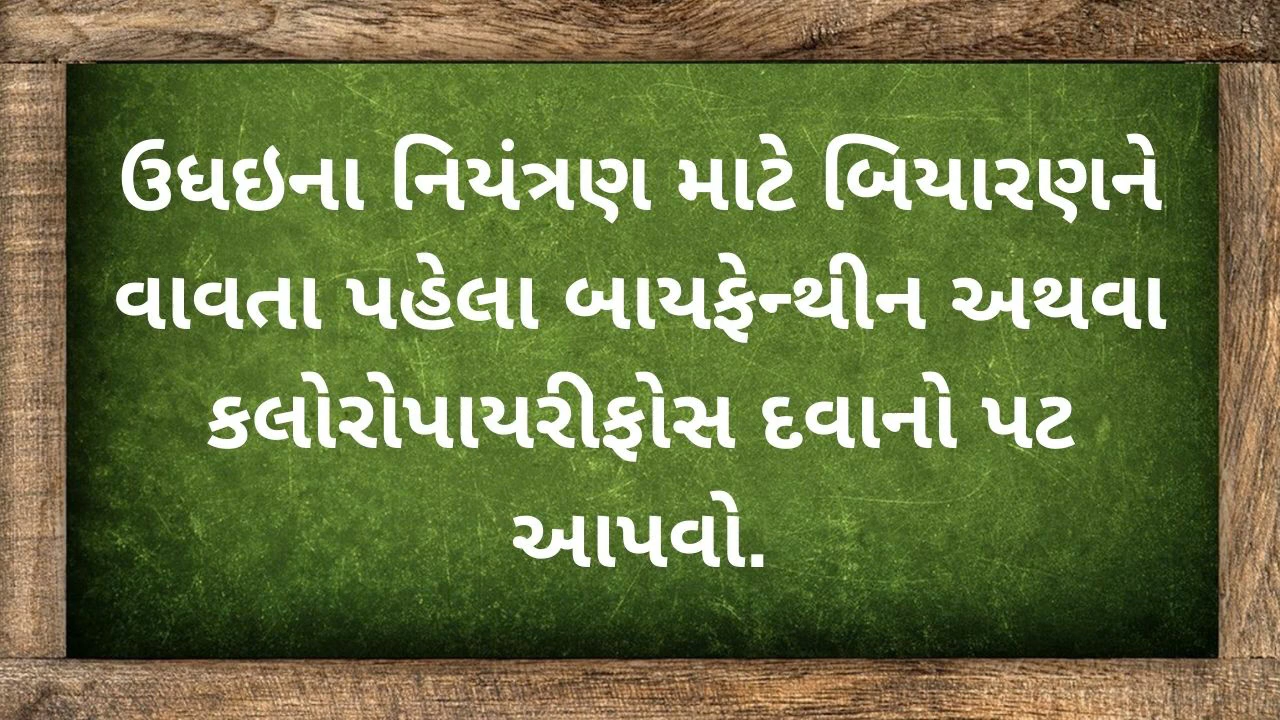 ઉધઇના નિયંત્રણ માટે બિયારણને
વાવતા પહેલા બાયફેન્થીન અથવા
કલોરોપાયરીફોસ દવાનો પટ
આપવો.